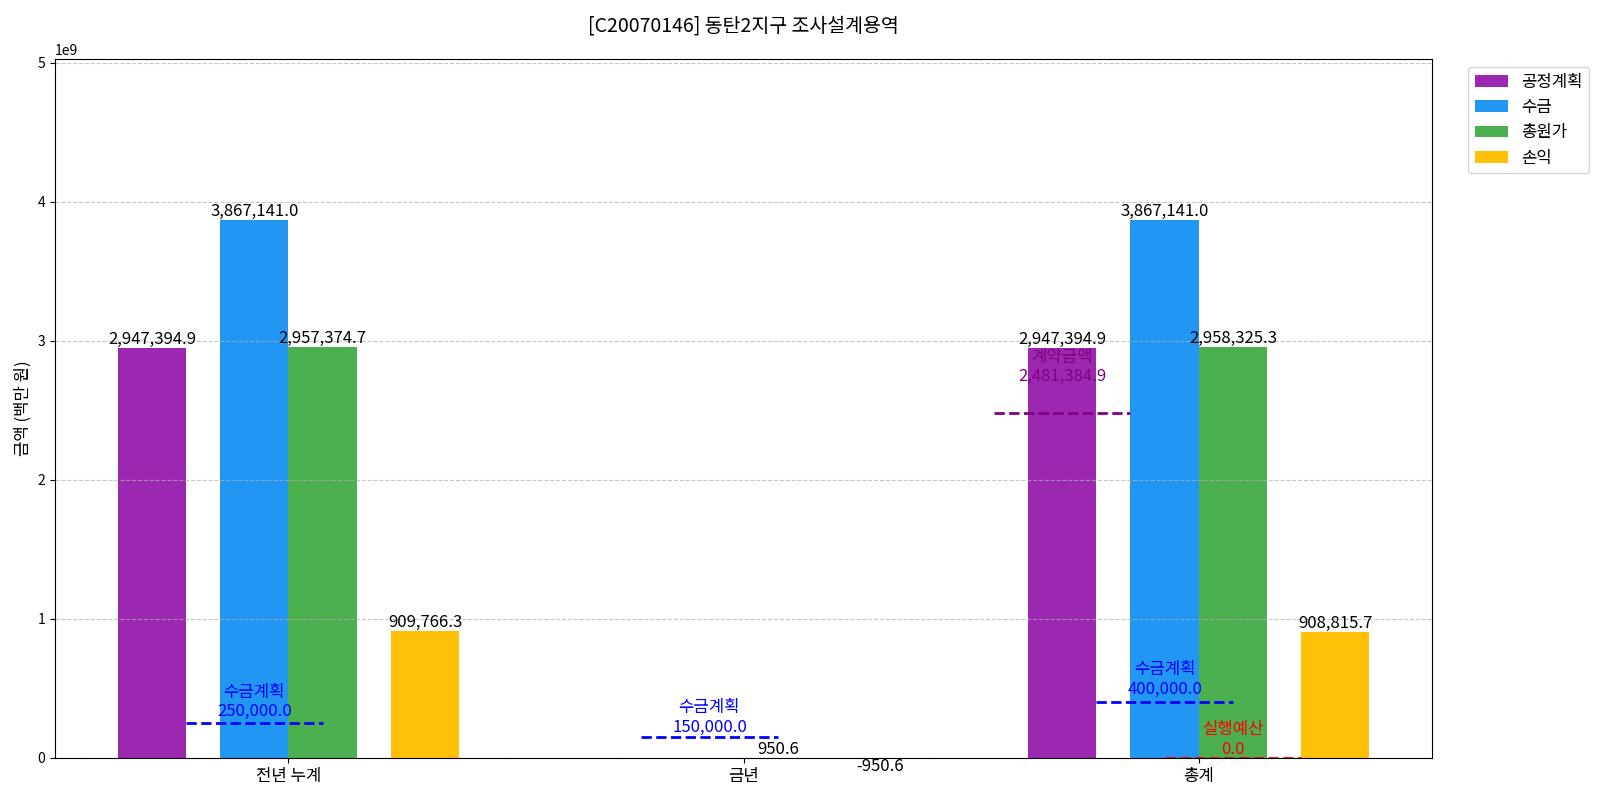 [C20070146] 동탄2지구 조사설계용역
1e9
5
4
3
2
1
0
금액 (백만 원)
공정계획
수금
총원가
손익
3,867,141.0
2,947,394.9
2,957,374.7
909,766.3
수금계획
250,000.0
수금계획
150,000.0
950.6
-950.6
3,867,141.0
2,947,394.9
2,958,325.3
계약금액
2,481,384.9
908,815.7
수금계획
400,000.0
실행예산
0.0
전년 누계
금년
총계